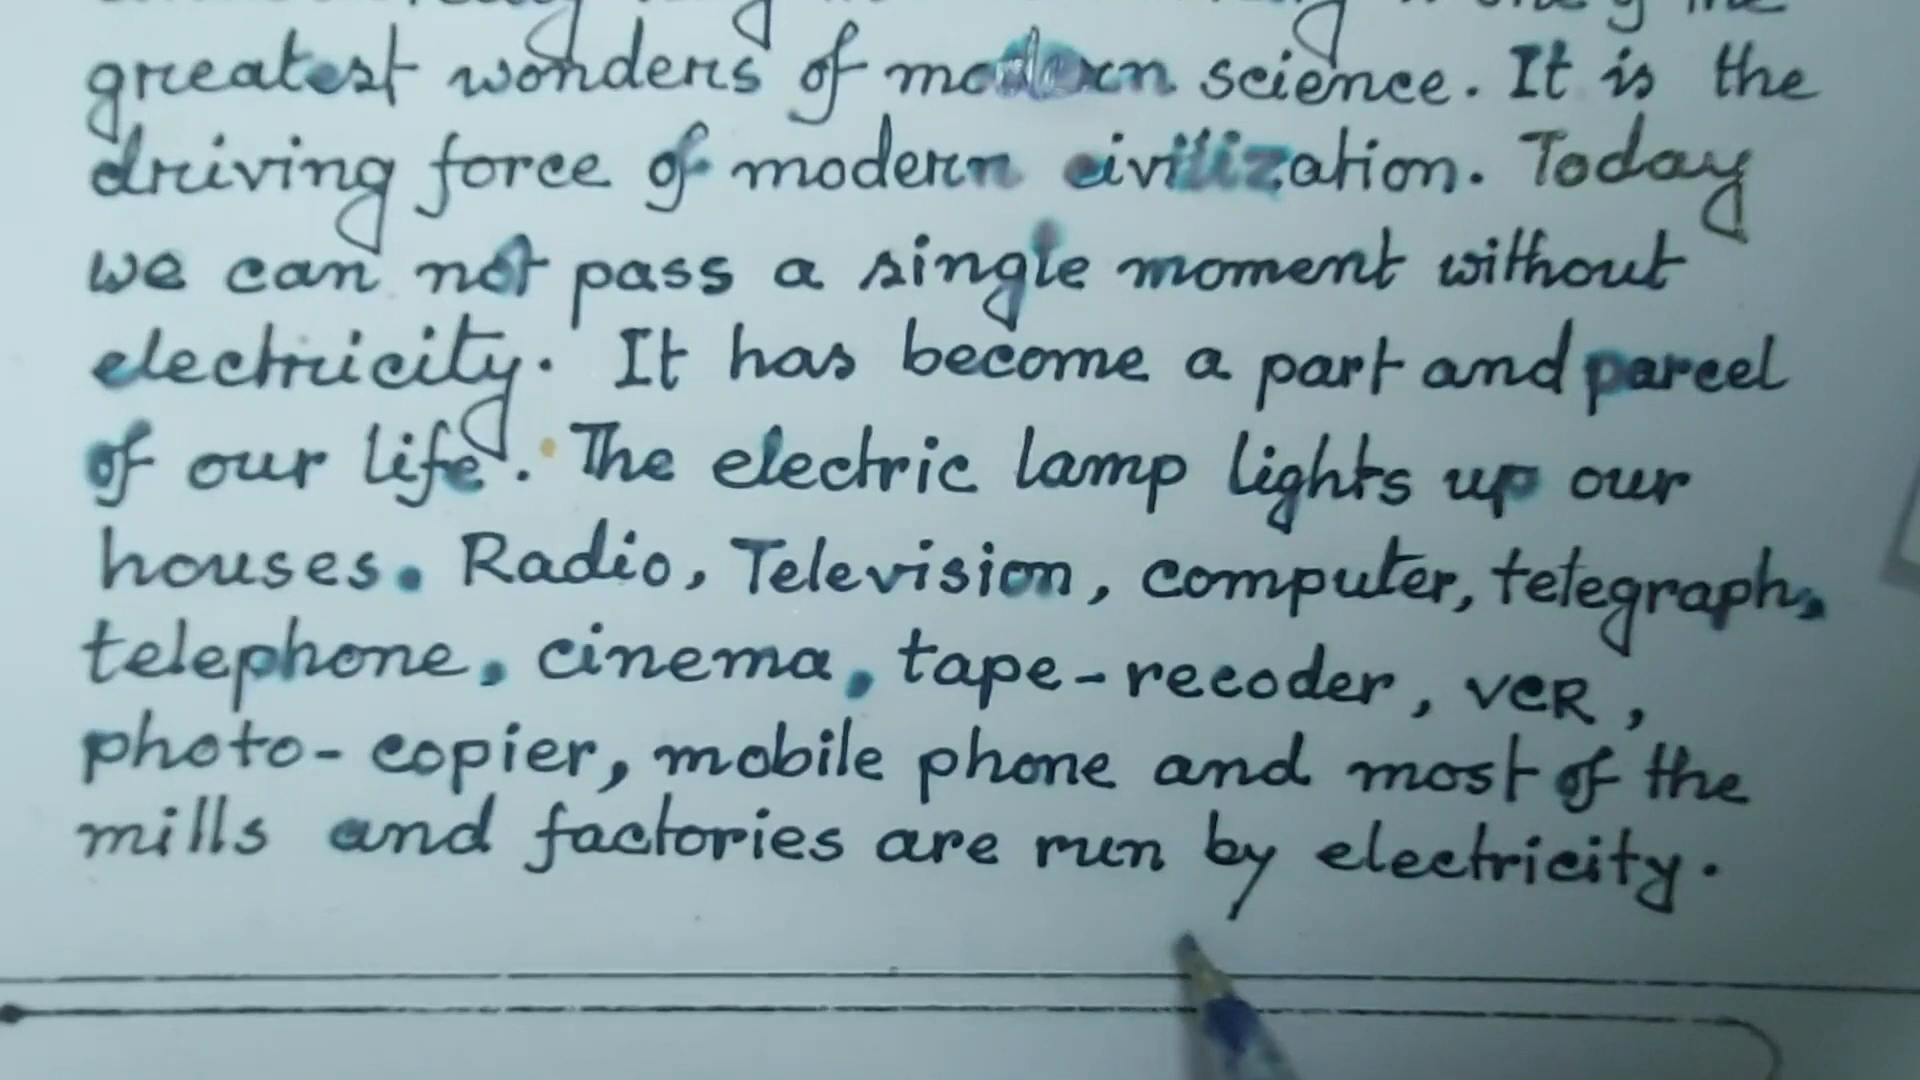 greatest wonders of modern science. It is the
driving force of modern civilization. Today
we can not pass a single moment without
electricity. It has become a part and parcel
of our life. The electric lamp lights up our
houses. Radio, Television, computer, telegraph,
telephone, cinema, tape-recoder, VCR,
photo-copier, mobile phone and most of the
mills and factories are run by electricity.